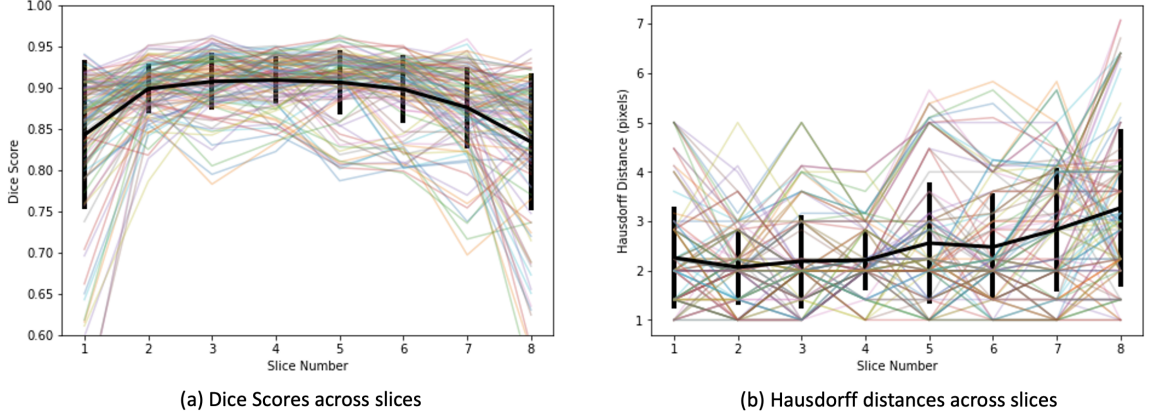 1.00
0.95
0.90
0.85
0.80
0.75
0.70
0.65
0.60
Dice Score
1 2 3 4 5 6 7 8
Slice Number
(a) Dice Scores across slices
7
6
5
4
3
2
1
Hausdorff Distance (pixels)
1 2 3 4 5 6 7 8
Slice Number
(b) Hausdorff distances across slices